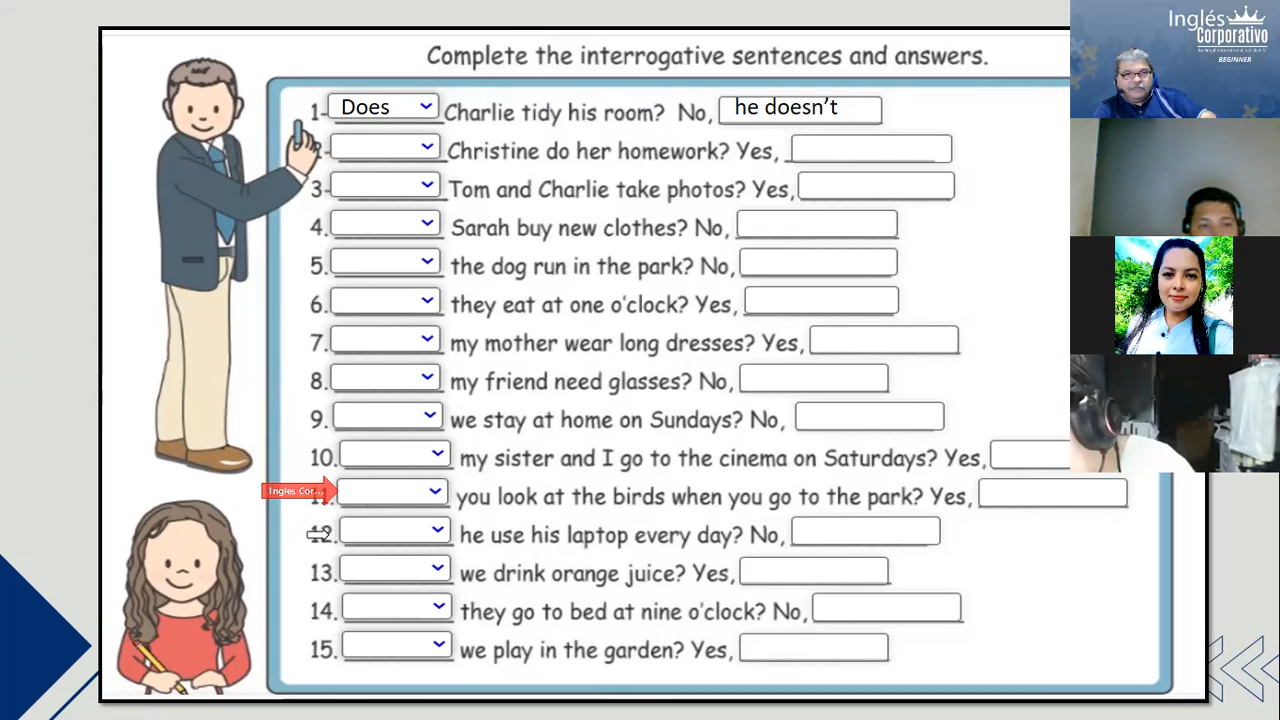 Inglés
Corporativo
BEGINNER
Complete the interrogative sentences and answers.
1- Does Charlie tidy his room? No, he doesn't
- Christine do her homework? Yes,
3- Tom and Charlie take photos? Yes,
4. Sarah buy new clothes? No,
5. the dog run in the park? No,
6. they eat at one o'clock? Yes,
7. my mother wear long dresses? Yes,
8. my friend need glasses? No,
9. we stay at home on Sundays? No,
10. my sister and I go to the cinema on Saturdays? Yes,
Ingles Cor... you look at the birds when you go to the park? Yes,
12. he use his laptop every day? No,
13. we drink orange juice? Yes,
14. they go to bed at nine o'clock? No,
15. we play in the garden? Yes,